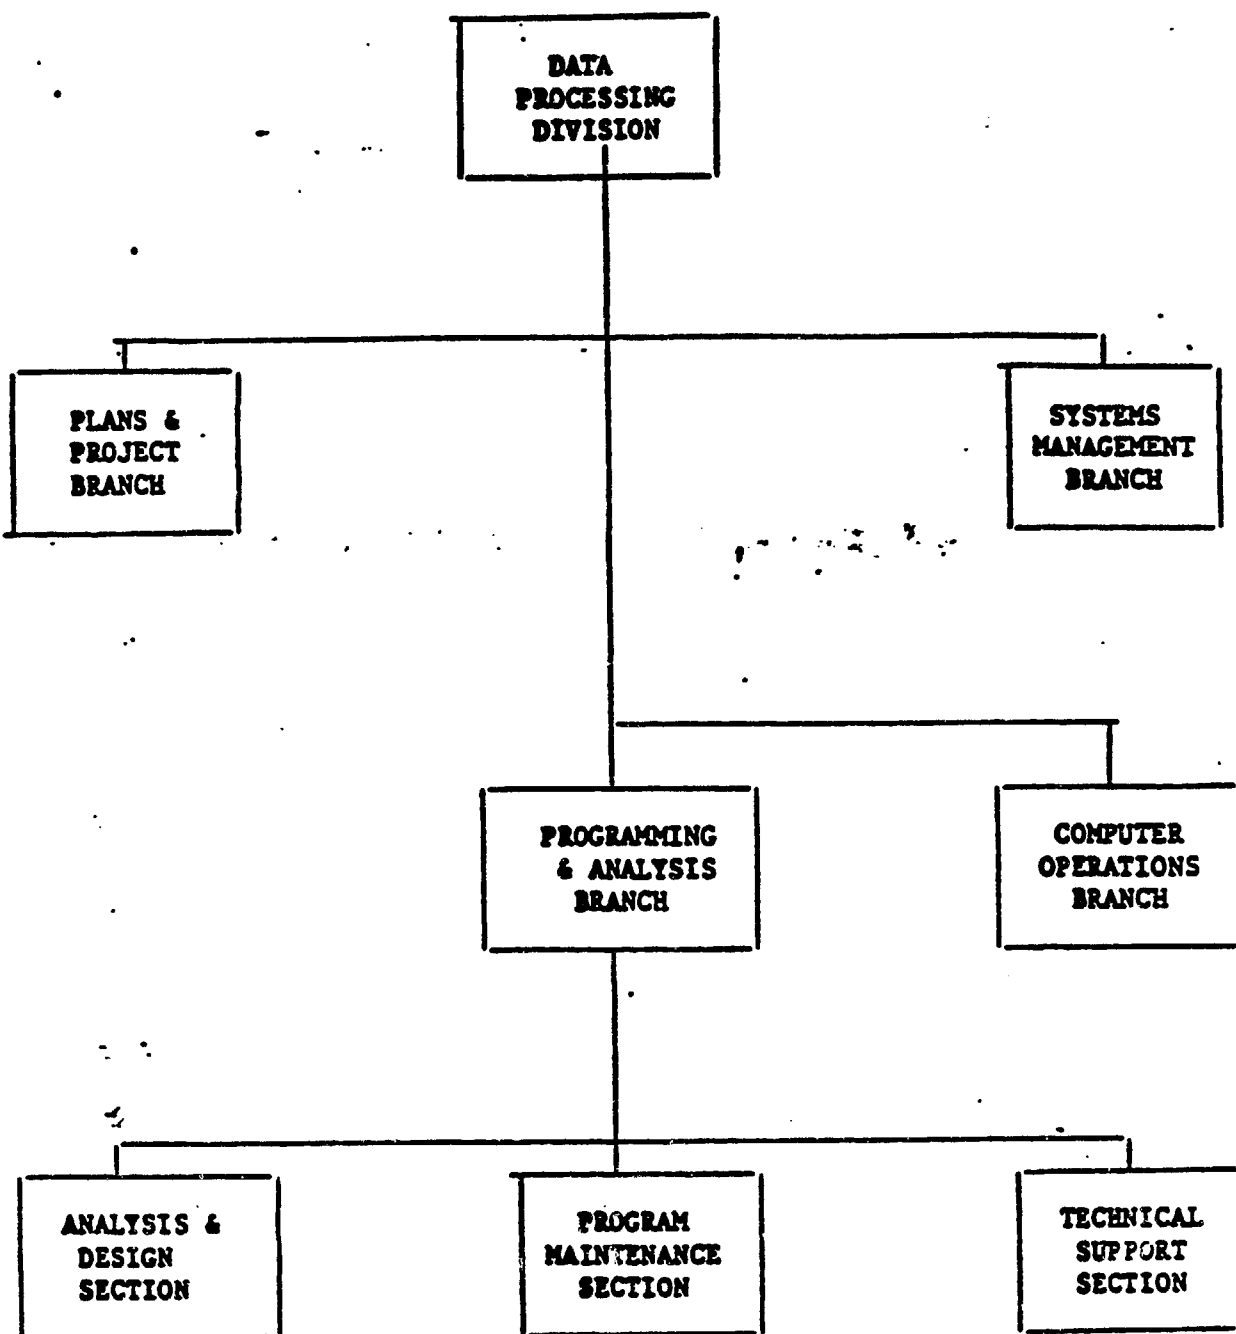 DATA
PROCESSING
DIVISION
PLANS &
PROJECT
BRANCH
SYSTEMS
MANAGEMENT
BRANCH
PROGRAMMING
& ANALYSIS
BRANCH
COMPUTER
OPERATIONS
BRANCH
ANALYSIS &
DESIGN
SECTION
PROGRAM
MAINTENANCE
SECTION
TECHNICAL
SUPPORT
SECTION